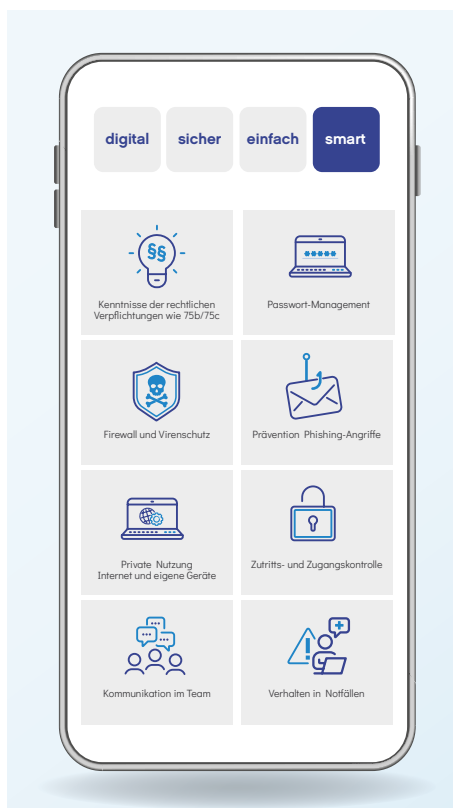 digital
sicher
einfach
smart
§§
Kenntnisse der rechtlichen
Verpflichtungen wie 75b/75c
*****
Passwort-Management
Firewall und Virenschutz
Prävention Phishing-Angriffe
Private Nutzung
Internet und eigene Geräte
Zutritts- und Zugangskontrolle
Kommunikation im Team
!
Verhalten in Notfällen